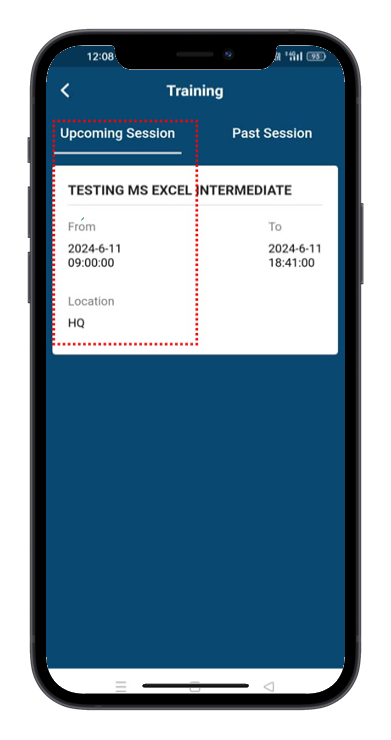 12:08
93
Training
Upcoming Session Past Session
TESTING MS EXCEL INTERMEDIATE
From To
2024-6-11 2024-6-11
09:00:00 18:41:00
Location
HQ